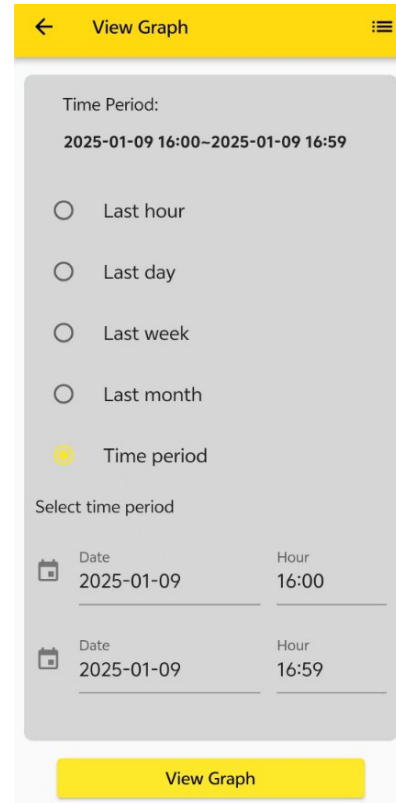 View Graph
Time Period:
2025-01-09 16:00~2025-01-09 16:59
Last hour
Last day
Last week
Last month
Time period
Select time period
Date Hour
2025-01-09 16:00
Date Hour
2025-01-09 16:59
View Graph